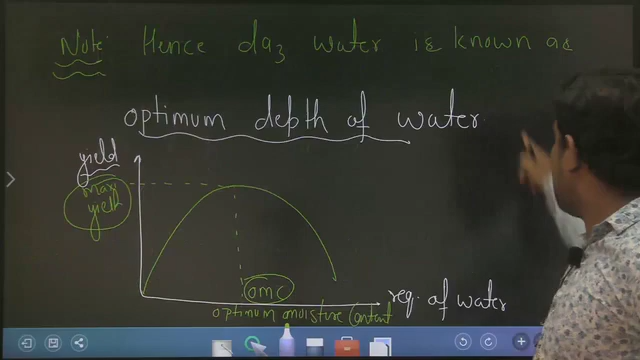 Note: Hence da3 water is known as
optimum depth of water
yield
max
yield
omc
req. of water
optimum moisture content